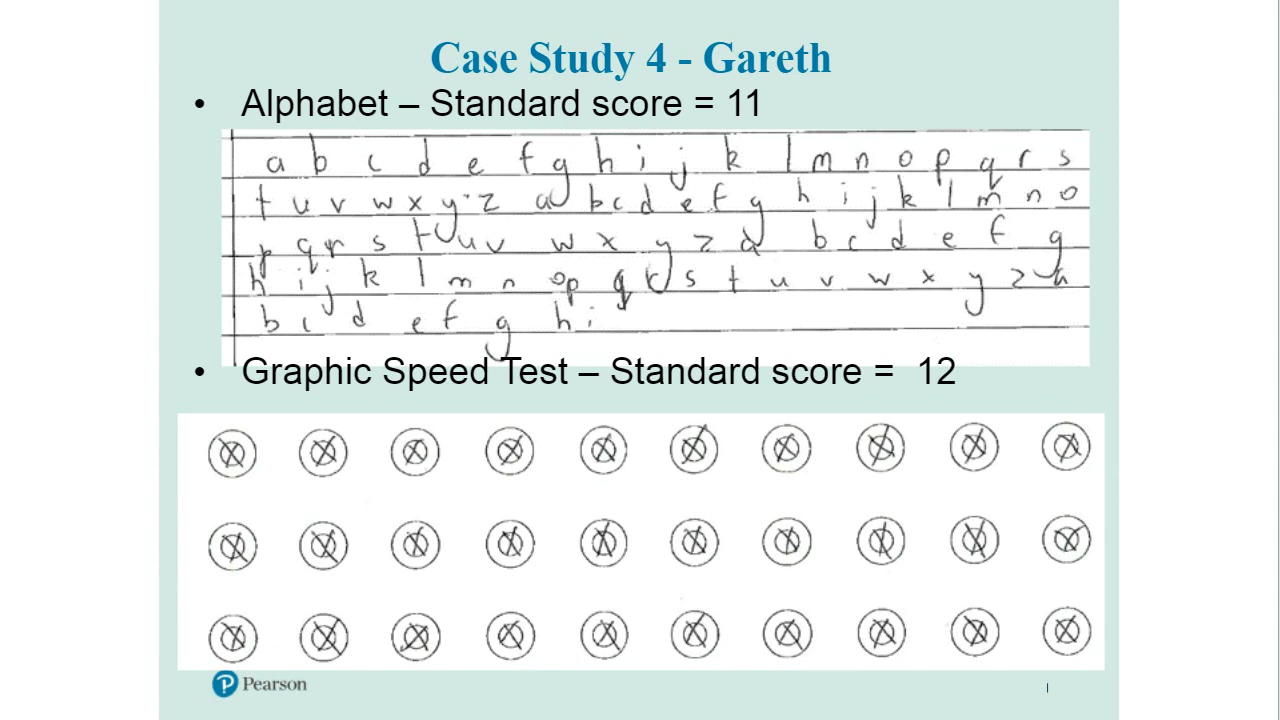 Case Study 4 - Gareth
• Alphabet – Standard score = 11
a b c d e f g h i j k l m n o p q r s
t u v w x y z a b c d e f g h i j k l m n o
p q r s t u v w x y z a b c d e f g
h i j k l m n o p q r s t u v w x y z a
b c d e f g h i
• Graphic Speed Test – Standard score = 12
Pearson